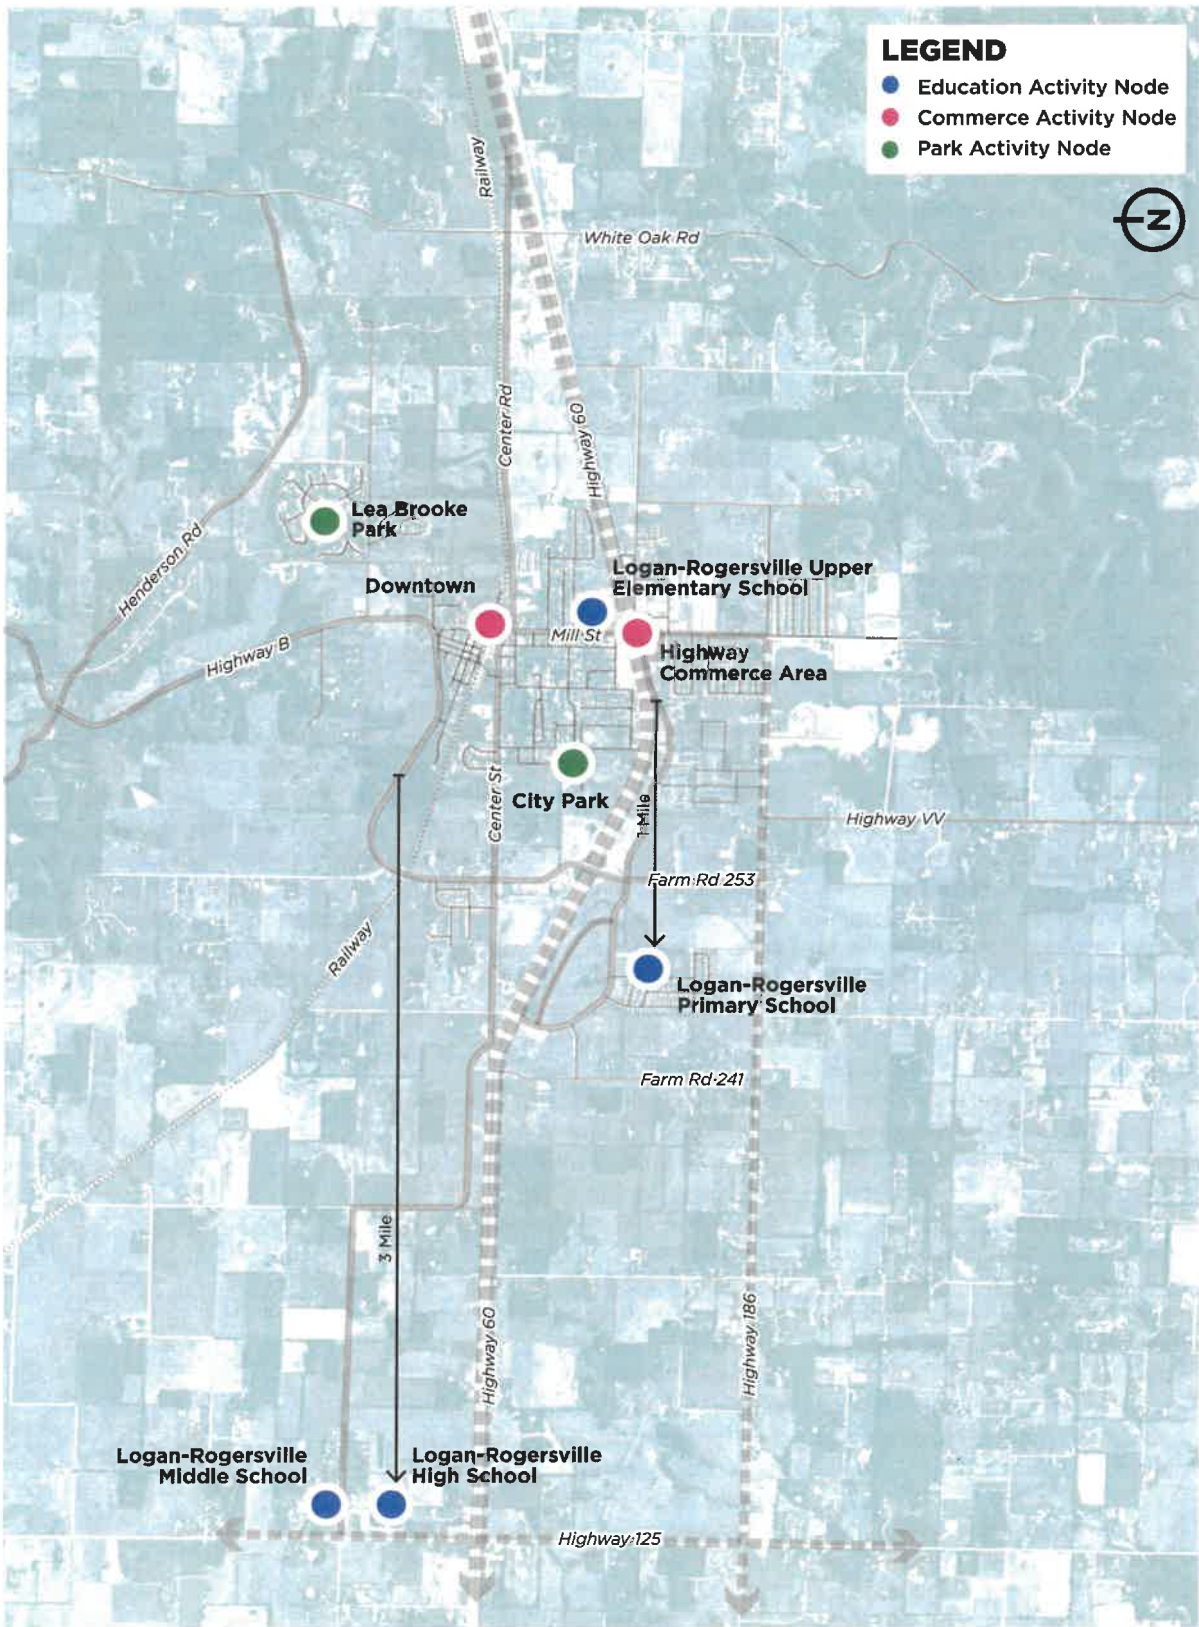 LEGEND
Education Activity Node
Commerce Activity Node
Park Activity Node
N
Railway
White Oak Rd
Center Rd
Highway 60
Lea Brooke
Park
Henderson Rd
Downtown
Logan-Rogersville Upper
Elementary School
Mill St
Highway B
Highway
Commerce Area
City Park
Center St
1 Mile
Highway VV
Farm Rd 253
Railway
Logan-Rogersville
Primary School
Farm Rd 241
3 Mile
Highway 60
Highway 186
Logan-Rogersville
Middle School
Logan-Rogersville
High School
Highway 125